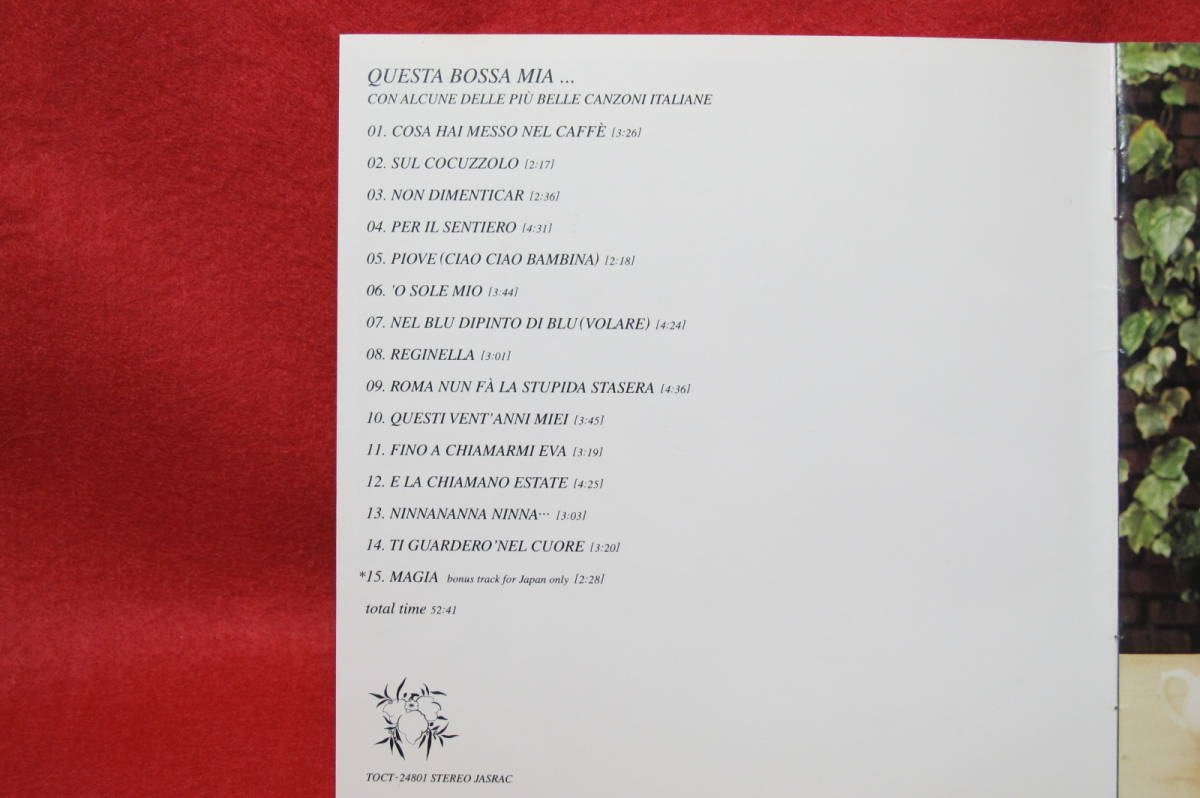 QUESTA BOSSA MIA ...
CON ALCUNE DELLE PIÙ BELLE CANZONI ITALIANE
01. COSA HAI MESSO NEL CAFFÈ [3:26]
02. SUL COCUZZOLO [2:17]
03. NON DIMENTICAR [2:36]
04. PER IL SENTIERO [4:31]
05. PIOVE (CIAO CIAO BAMBINA) [2:18]
06. 'O SOLE MIO [3:44]
07. NEL BLU DIPINTO DI BLU (VOLARE) [4:24]
08. REGINELLA [3:01]
09. ROMA NUN FÀ LA STUPIDA STASERA [4:36]
10. QUESTI VENT'ANNI MIEI [3:45]
11. FINO A CHIAMARMI EVA [3:19]
12. E LA CHIAMANO ESTATE [4:25]
13. NINNANANNA NINNA… [3:03]
14. TI GUARDERO'NEL CUORE [3:20]
*15. MAGIA bonus track for Japan only [2:28]
total time 52:41
TOCT-24801 STEREO JASRAC